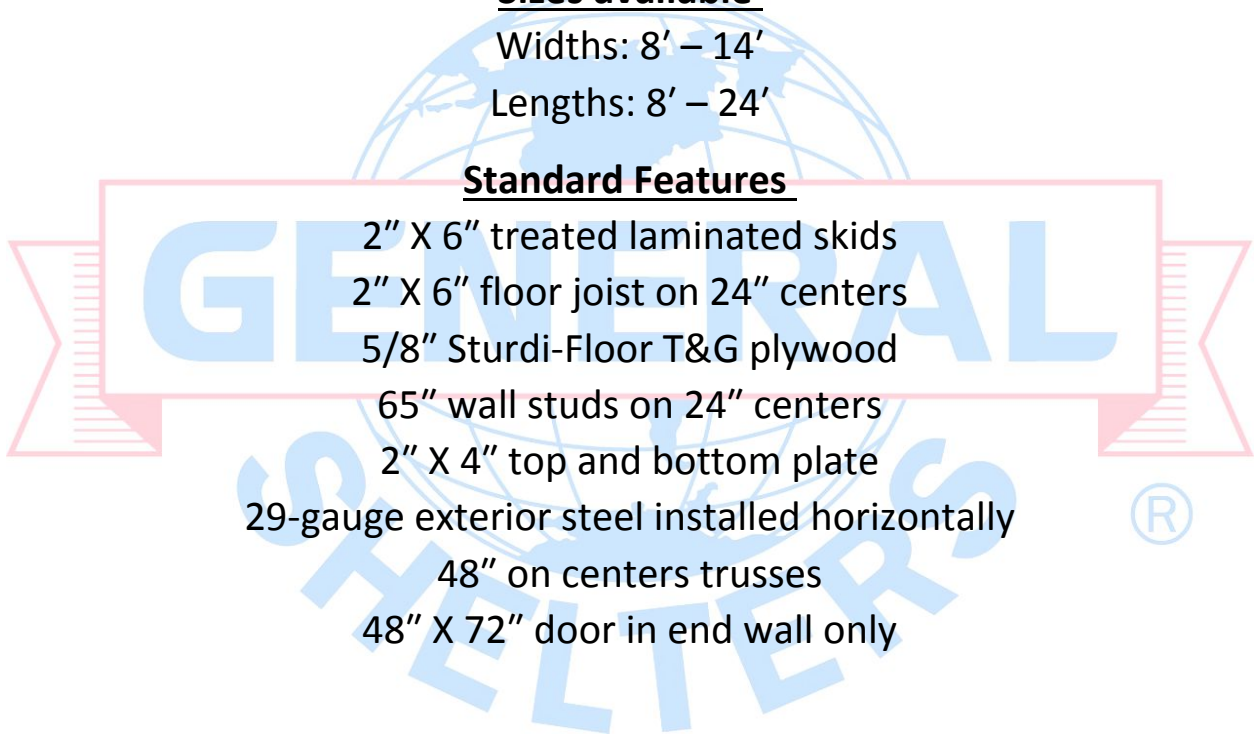 Sizes available
Widths: 8′ – 14′
Lengths: 8′ – 24′
Standard Features
2″ X 6″ treated laminated skids
2″ X 6″ floor joist on 24″ centers
5/8″ Sturdi-Floor T&G plywood
65″ wall studs on 24″ centers
2″ X 4″ top and bottom plate
29-gauge exterior steel installed horizontally
48″ on centers trusses
48″ X 72″ door in end wall only
GENERAL
SHELTERS
®